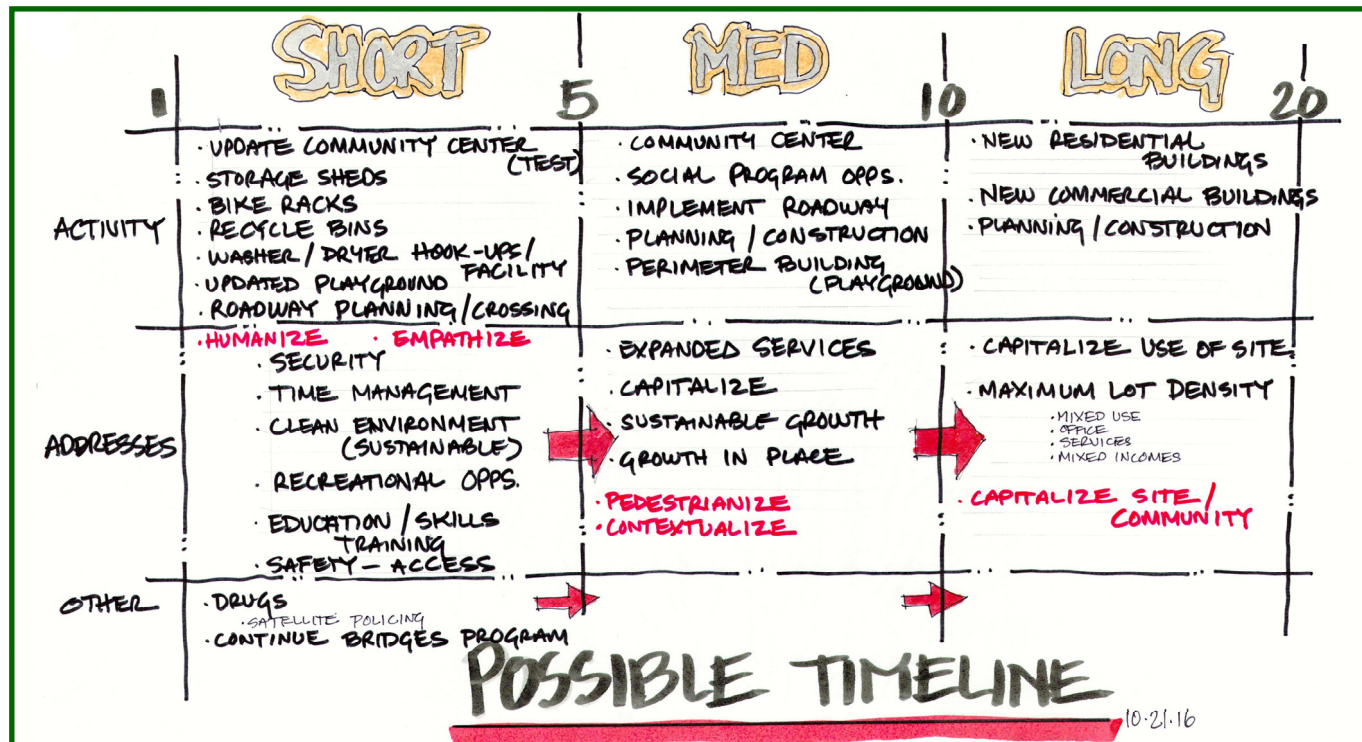 SHORT
MED
LONG
1
5
10
20
ACTIVITY
· UPDATE COMMUNITY CENTER
(TEST)
· STORAGE SHEDS
· BIKE RACKS
· RECYCLE BINS
· WASHER / DRYER HOOK-UPS /
FACILITY
· UPDATED PLAYGROUND
· ROADWAY PLANNING / CROSSING
· COMMUNITY CENTER
· SOCIAL PROGRAM OPPS.
· IMPLEMENT ROADWAY
· PLANNING / CONSTRUCTION
· PERIMETER BUILDING
(PLAYGROUND)
· NEW RESIDENTIAL
BUILDINGS
· NEW COMMERCIAL BUILDINGS
· PLANNING / CONSTRUCTION
ADDRESSES
· HUMANIZE · EMPATHIZE
· SECURITY
· TIME MANAGEMENT
· CLEAN ENVIRONMENT
(SUSTAINABLE)
· RECREATIONAL OPPS.
· EDUCATION / SKILLS
TRAINING
· SAFETY — ACCESS
· EXPANDED SERVICES
· CAPITALIZE
· SUSTAINABLE GROWTH
· GROWTH IN PLACE
· PEDESTRIANIZE
· CONTEXTUALIZE
· CAPITALIZE USE OF SITE
· MAXIMUM LOT DENSITY
· MIXED USE
· OFFICE
· SERVICES
· MIXED INCOMES
· CAPITALIZE SITE /
COMMUNITY
OTHER
· DRUGS
· SATELLITE POLICING
· CONTINUE BRIDGES PROGRAM
POSSIBLE TIMELINE
10·21·16